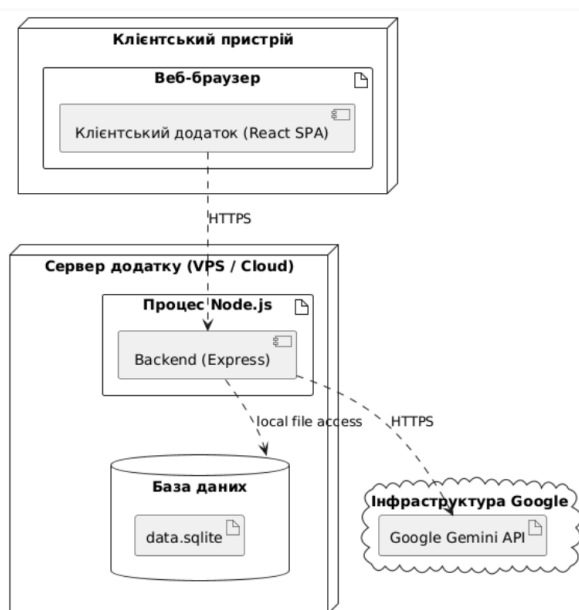 Клієнтський пристрій
Веб-браузер
Клієнтський додаток (React SPA)
HTTPS
Сервер додатку (VPS / Cloud)
Процес Node.js
Backend (Express)
local file access
HTTPS
База даних
data.sqlite
Інфраструктура Google
Google Gemini API